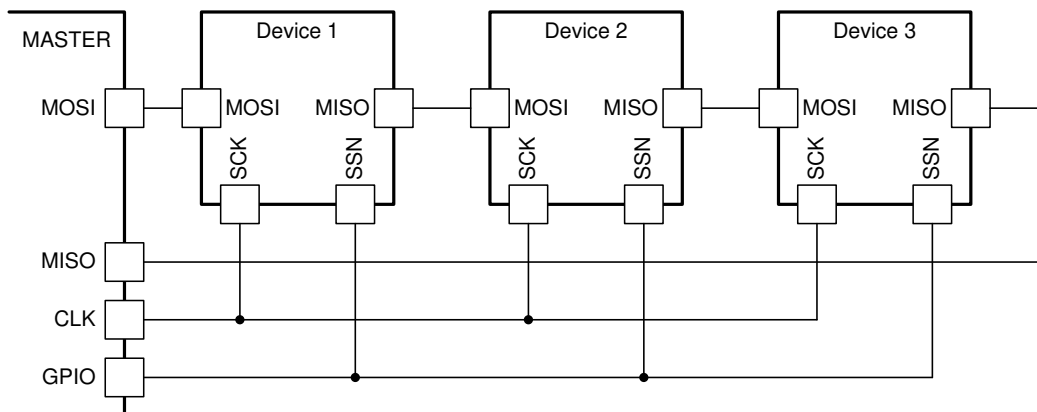 MASTER
Device 1
Device 2
Device 3
MOSI
MOSI
MISO
MOSI
MISO
MOSI
MISO
SCK
SSN
SCK
SSN
SCK
SSN
MISO
CLK
GPIO